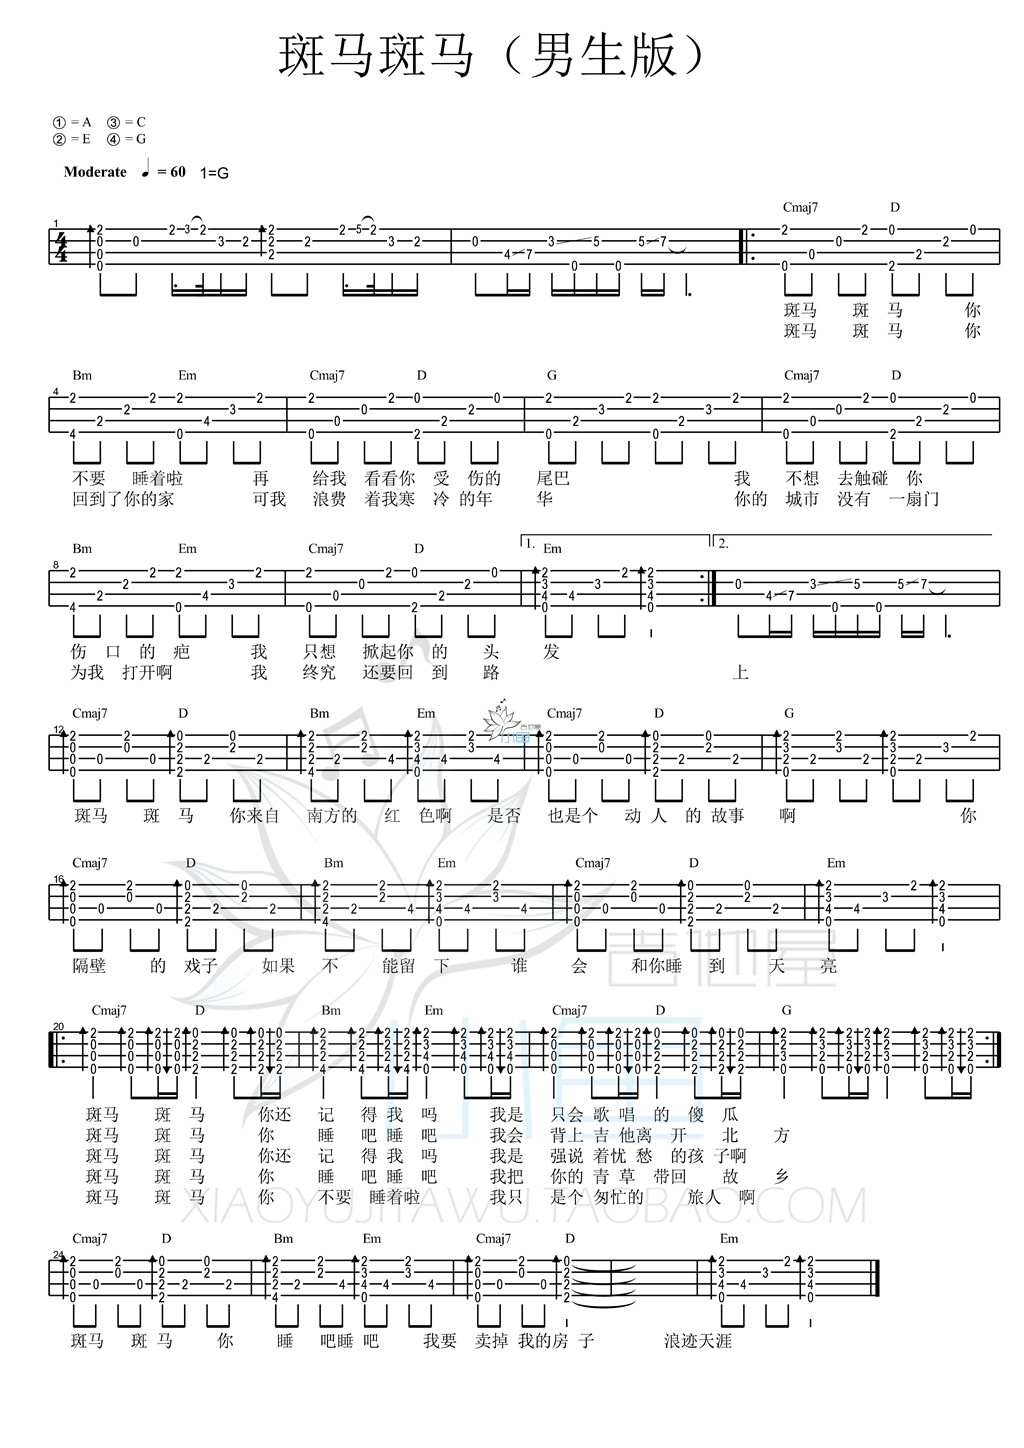 斑马斑马（男生版）
① = A ③ = C
② = E ④ = G
Moderate ♩ = 60 1=G
Cmaj7 D
斑马 斑 马 你
斑马 斑 马 你
Bm Em Cmaj7 D G Cmaj7 D
不要 睡着啦 再 给我 看看你 受 伤的 尾巴 我 不想 去触碰 你
回到了你的家 可我 浪费 着我寒 冷 的年 华 你的 城市 没有 一扇门
Bm Em Cmaj7 D 1. Em 2.
伤 口 的 疤 我 只想 掀起你 的 头 发
为我 打开啊 我 终究 还要回 到 路 上
Cmaj7 D Bm Em Cmaj7 D G
斑马 斑 马 你来自 南方的 红 色啊 是否 也是个 动 人 的 故事 啊 你
Cmaj7 D Bm Em Cmaj7 D Em
隔壁 的 戏子 如果 不 能留 下 谁 会 和你睡 到 天 亮
Cmaj7 D Bm Em Cmaj7 D G
斑马 斑 马 你还 记 得 我 吗 我是 只会 歌 唱 的 傻 瓜
斑马 斑 马 你 睡 吧 睡 吧 我会 背上 吉 他 离 开 北 方
斑马 斑 马 你还 记 得 我 吗 我是 强说 着 忧 愁 的 孩 子啊
斑马 斑 马 你 睡 吧 睡 吧 我把 你的 青 草 带回 故 乡
斑马 斑 马 你 不要 睡着啦 我只 是个 匆忙的 旅人 啊
XIAOYUJITAWU.TAOBAO.COM
Cmaj7 D Bm Em Cmaj7 D Em
斑马 斑 马 你 睡 吧睡 吧 我要 卖掉 我的房 子 浪迹天涯